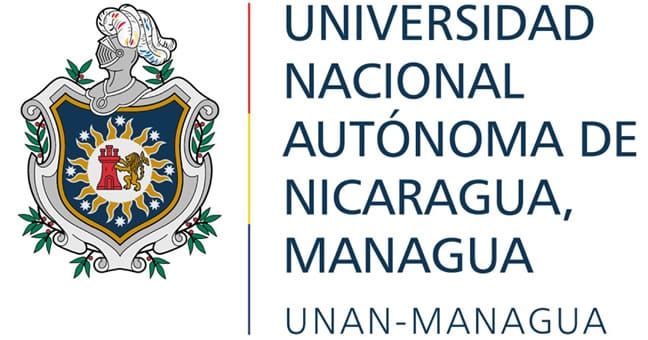 UNIVERSIDAD
NACIONAL
AUTÓNOMA DE
NICARAGUA,
MANAGUA
UNAN-MANAGUA